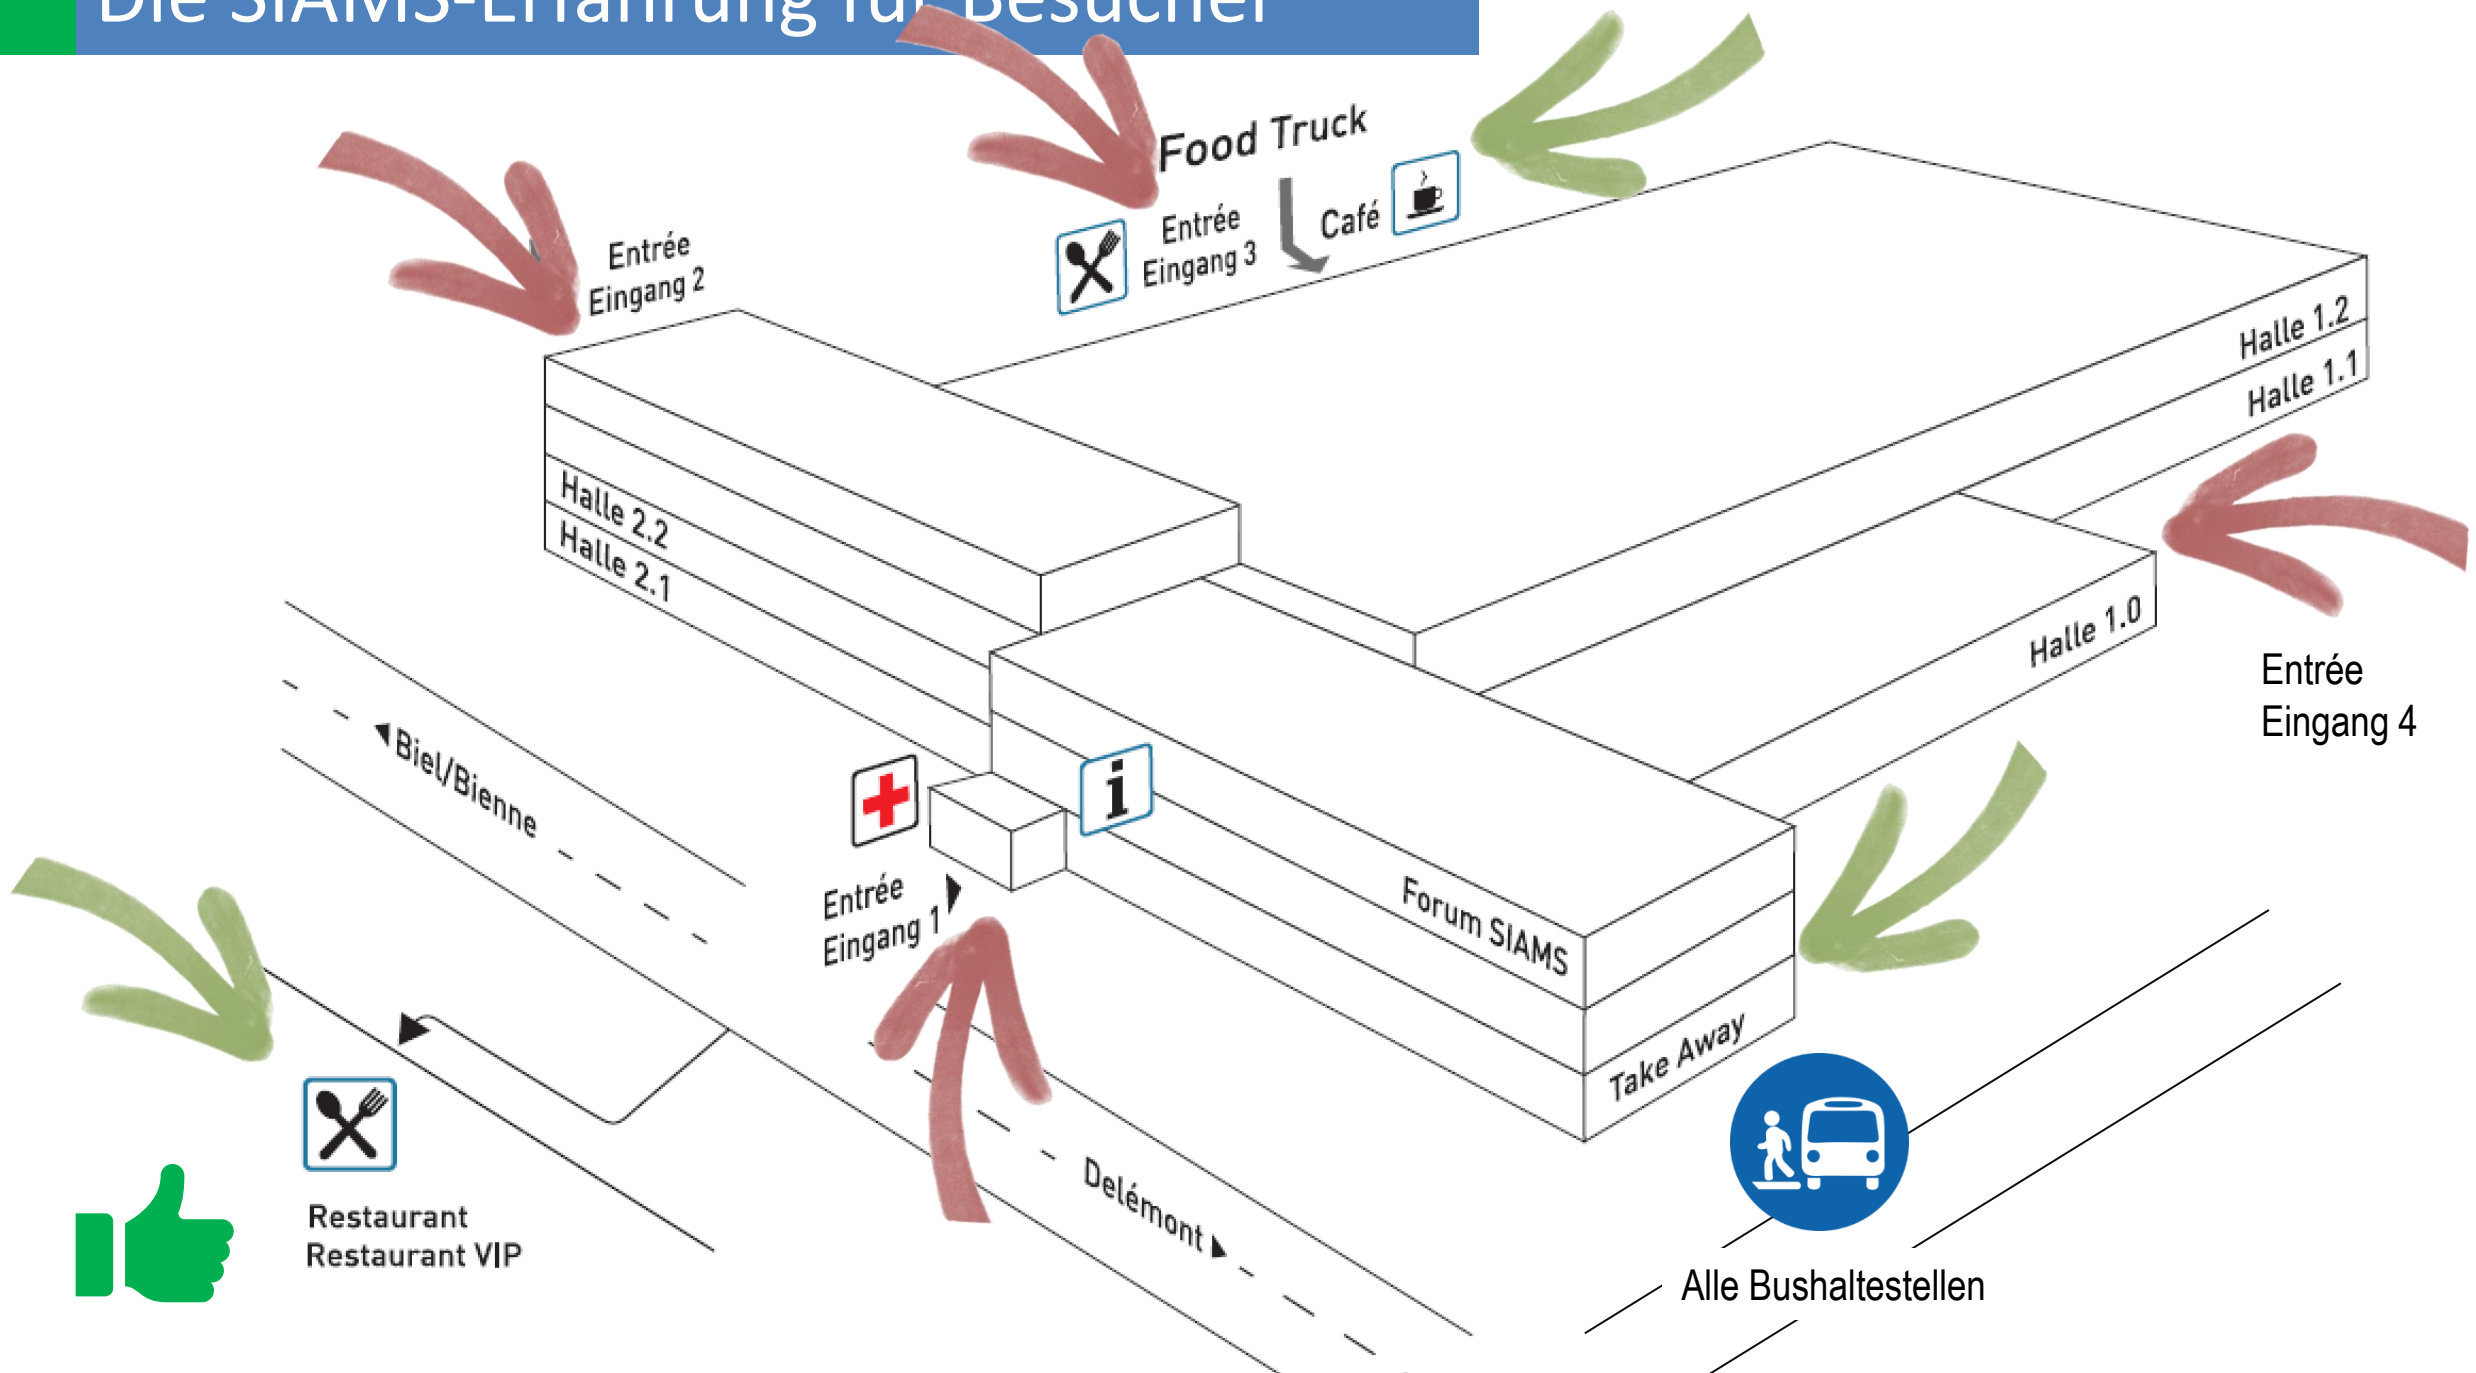 Die SIAMS-Erfahrung für Besucher
Food Truck
Entrée
Eingang 3
Café
Entrée
Eingang 2
Halle 1.2
Halle 1.1
Halle 2.2
Halle 2.1
Halle 1.0
Entrée
Eingang 4
Biel/Bienne
i
Entrée
Eingang 1
Forum SIAMS
Take Away
Delémont
Restaurant
Restaurant VIP
Alle Bushaltestellen